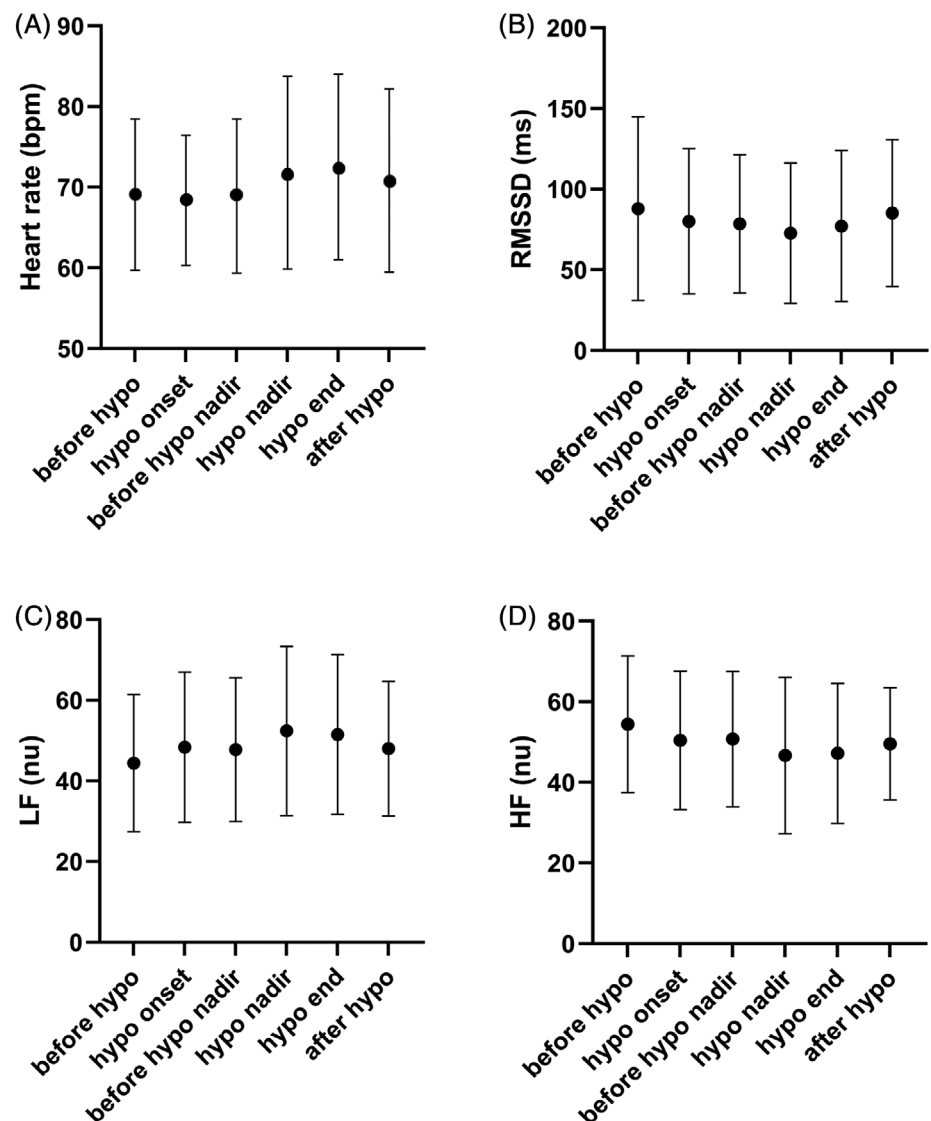 (A)
Heart rate (bpm)
90
80
70
60
50
before hypo
hypo onset
before hypo nadir
hypo nadir
hypo end
after hypo
(B)
RMSSD (ms)
200
150
100
50
0
before hypo
hypo onset
before hypo nadir
hypo nadir
hypo end
after hypo
(C)
LF (nu)
80
60
40
20
0
before hypo
hypo onset
before hypo nadir
hypo nadir
hypo end
after hypo
(D)
HF (nu)
80
60
40
20
0
before hypo
hypo onset
before hypo nadir
hypo nadir
hypo end
after hypo